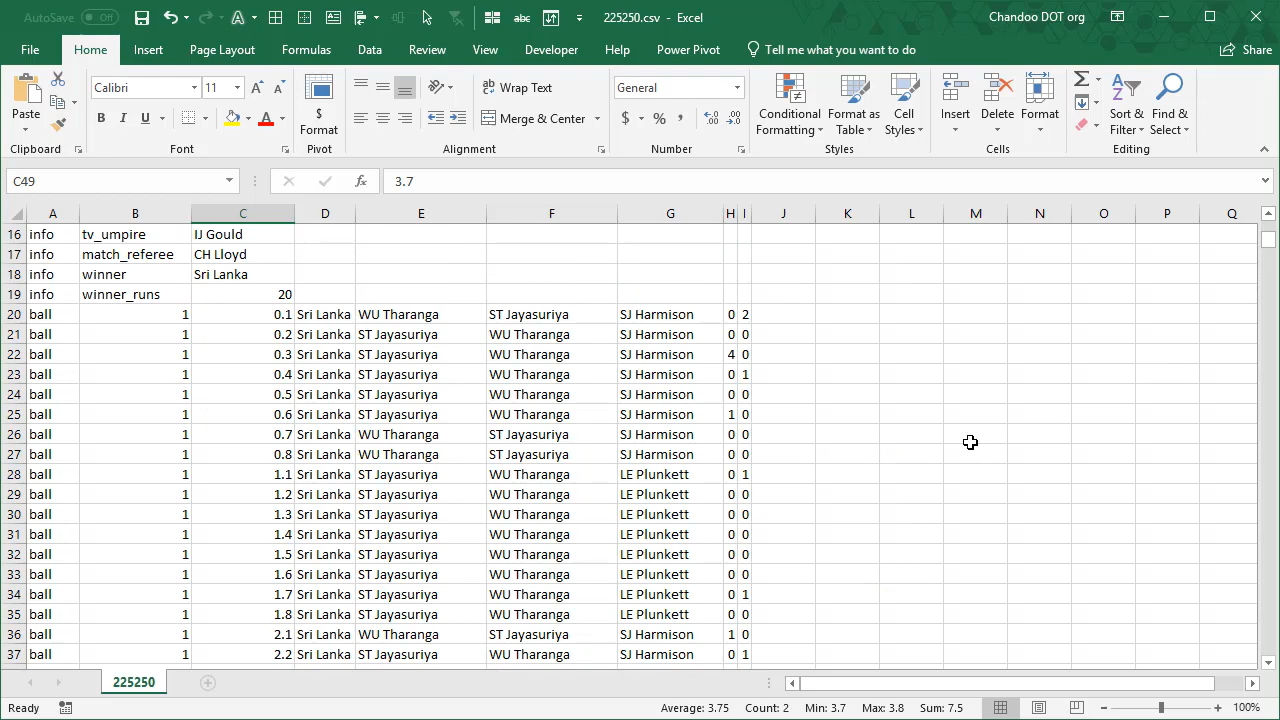 AutoSave Off 225250.csv - Excel Chandoo DOT org
File Home Insert Page Layout Formulas Data Review View Developer Help Power Pivot Tell me what you want to do Share
Paste Calibri 11 Wrap Text General Conditional Formatting Format as Table Cell Styles Insert Delete Format Sort & Filter Find & Select
B I U $ Format Merge & Center $ %
Clipboard Font Pivot Alignment Number Styles Cells Editing
C49 fx 3.7
A B C D E F G H I J K L M N O P Q
16 info tv_umpire IJ Gould
17 info match_referee CH Lloyd
18 info winner Sri Lanka
19 info winner_runs 20
20 ball 1 0.1 Sri Lanka WU Tharanga ST Jayasuriya SJ Harmison 0 2
21 ball 1 0.2 Sri Lanka ST Jayasuriya WU Tharanga SJ Harmison 0 0
22 ball 1 0.3 Sri Lanka ST Jayasuriya WU Tharanga SJ Harmison 4 0
23 ball 1 0.4 Sri Lanka ST Jayasuriya WU Tharanga SJ Harmison 0 1
24 ball 1 0.5 Sri Lanka ST Jayasuriya WU Tharanga SJ Harmison 0 0
25 ball 1 0.6 Sri Lanka ST Jayasuriya WU Tharanga SJ Harmison 1 0
26 ball 1 0.7 Sri Lanka WU Tharanga ST Jayasuriya SJ Harmison 0 0
27 ball 1 0.8 Sri Lanka WU Tharanga ST Jayasuriya SJ Harmison 0 0
28 ball 1 1.1 Sri Lanka ST Jayasuriya WU Tharanga LE Plunkett 0 1
29 ball 1 1.2 Sri Lanka ST Jayasuriya WU Tharanga LE Plunkett 0 0
30 ball 1 1.3 Sri Lanka ST Jayasuriya WU Tharanga LE Plunkett 0 0
31 ball 1 1.4 Sri Lanka ST Jayasuriya WU Tharanga LE Plunkett 0 0
32 ball 1 1.5 Sri Lanka ST Jayasuriya WU Tharanga LE Plunkett 0 0
33 ball 1 1.6 Sri Lanka ST Jayasuriya WU Tharanga LE Plunkett 0 0
34 ball 1 1.7 Sri Lanka ST Jayasuriya WU Tharanga LE Plunkett 0 1
35 ball 1 1.8 Sri Lanka ST Jayasuriya WU Tharanga LE Plunkett 0 0
36 ball 1 2.1 Sri Lanka WU Tharanga ST Jayasuriya SJ Harmison 1 0
37 ball 1 2.2 Sri Lanka ST Jayasuriya WU Tharanga SJ Harmison 0 1
225250
Ready Average: 3.75 Count: 2 Min: 3.7 Max: 3.8 Sum: 7.5 100%